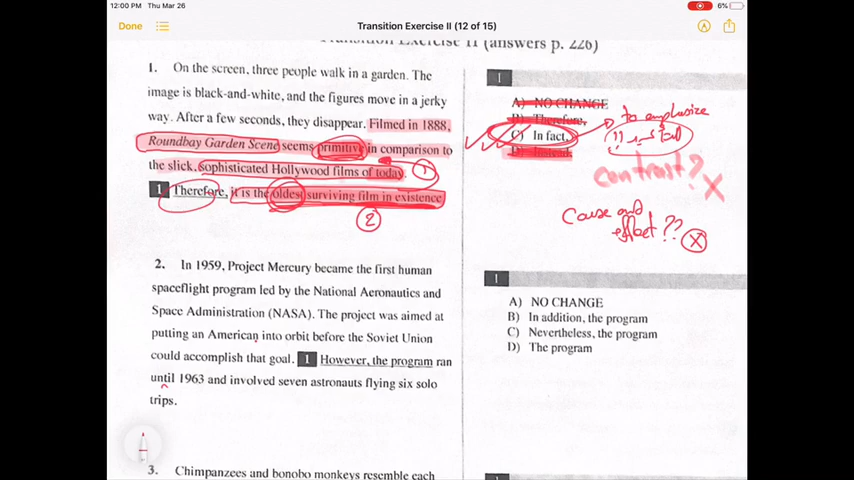 12:00 PM Thu Mar 26
6%
Done
Transition Exercise II (12 of 15)
Transition Exercise II (answers p. 226)
1. On the screen, three people walk in a garden. The
image is black-and-white, and the figures move in a jerky
way. After a few seconds, they disappear. Filmed in 1888,
Roundbay Garden Scene seems primitive in comparison to
the slick, sophisticated Hollywood films of today.
1
1 Therefore, it is the oldest surviving film in existence
2
1
A) NO CHANGE
B) Therefore,
C) In fact,
D) Instead,
to emphasize
contrast? X
Cause and
effect?? X
2. In 1959, Project Mercury became the first human
spaceflight program led by the National Aeronautics and
Space Administration (NASA). The project was aimed at
putting an American into orbit before the Soviet Union
could accomplish that goal. 1 However, the program ran
until 1963 and involved seven astronauts flying six solo
trips.
1
A) NO CHANGE
B) In addition, the program
C) Nevertheless, the program
D) The program
3. Chimpanzees and bonobo monkeys resemble each
1